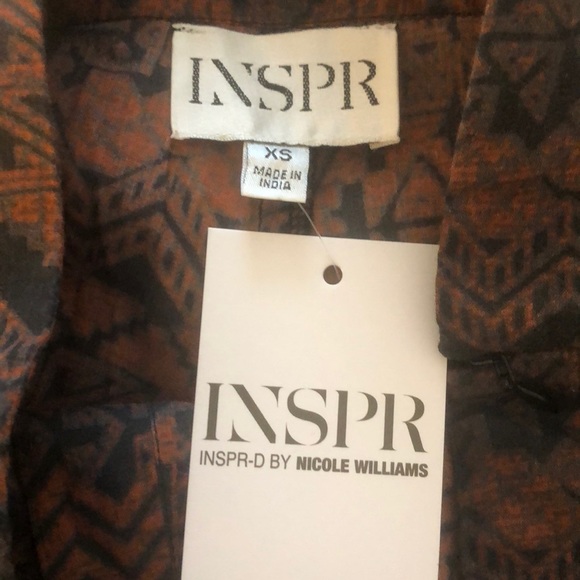 INSPR
XS
MADE IN
INDIA
INSPR
INSPR-D BY NICOLE WILLIAMS